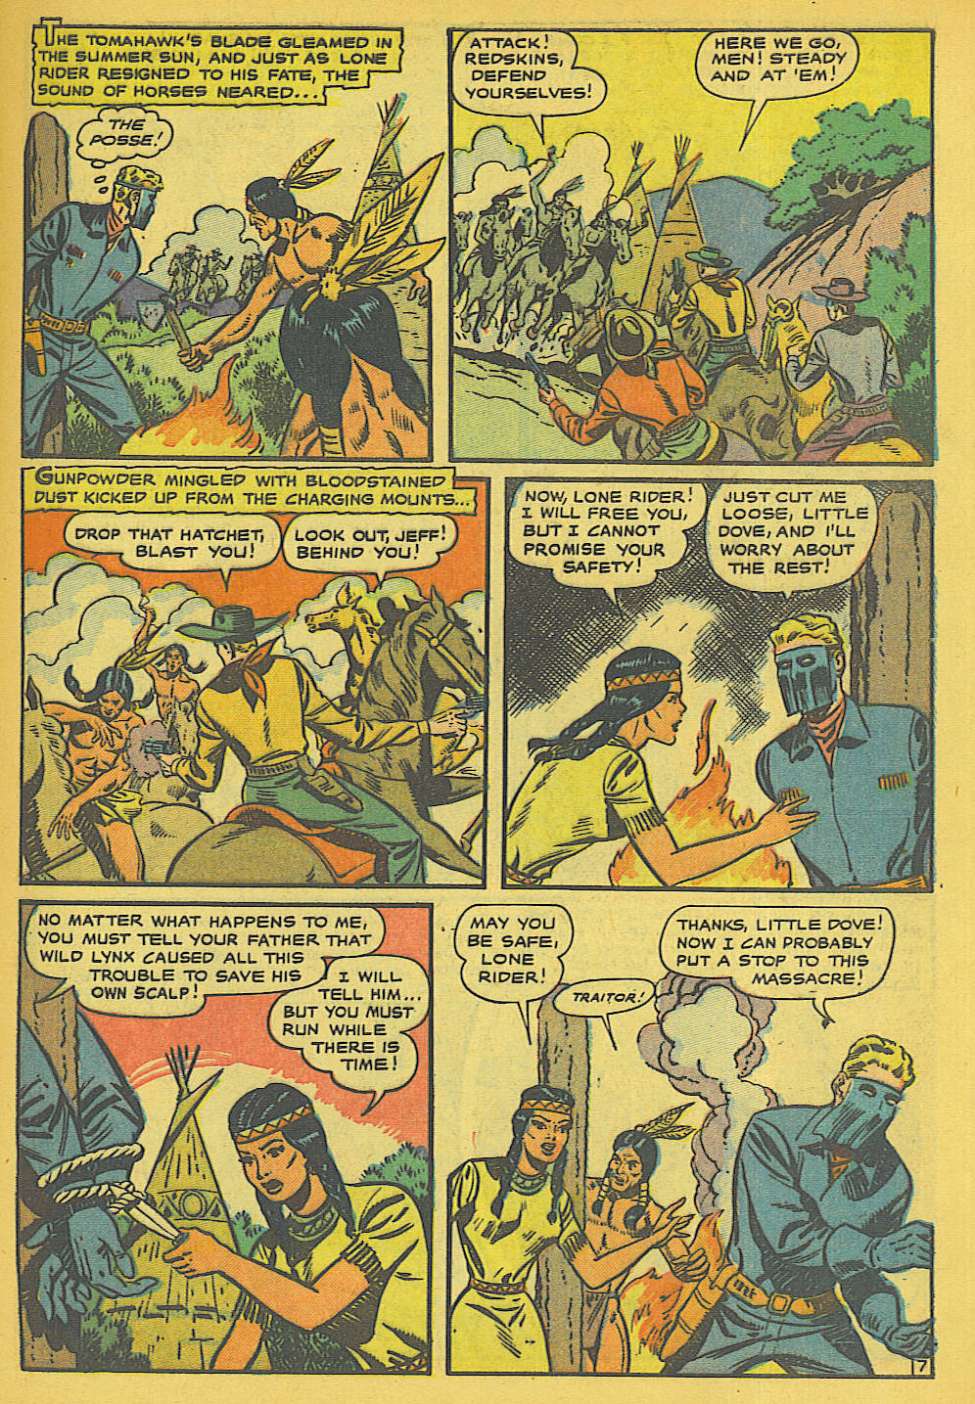 THE TOMAHAWK'S BLADE GLEAMED IN
THE SUMMER SUN, AND JUST AS LONE
RIDER RESIGNED TO HIS FATE, THE
SOUND OF HORSES NEARED...
THE
POSSE!
ATTACK!
REDSKINS,
DEFEND
YOURSELVES!
HERE WE GO,
MEN! STEADY
AND AT 'EM!
GUNPOWDER MINGLED WITH BLOODSTAINED
DUST KICKED UP FROM THE CHARGING MOUNTS...
DROP THAT HATCHET,
BLAST YOU!
LOOK OUT, JEFF!
BEHIND YOU!
NOW, LONE RIDER!
I WILL FREE YOU,
BUT I CANNOT
PROMISE YOUR
SAFETY!
JUST CUT ME
LOOSE, LITTLE
DOVE, AND I'LL
WORRY ABOUT
THE REST!
NO MATTER WHAT HAPPENS TO ME,
YOU MUST TELL YOUR FATHER THAT
WILD LYNX CAUSED ALL THIS
TROUBLE TO SAVE HIS
OWN SCALP!
I WILL
TELL HIM...
BUT YOU MUST
RUN WHILE
THERE IS
TIME!
MAY YOU
BE SAFE,
LONE
RIDER!
TRAITOR!
THANKS, LITTLE DOVE!
NOW I CAN PROBABLY
PUT A STOP TO THIS
MASSACRE!
7